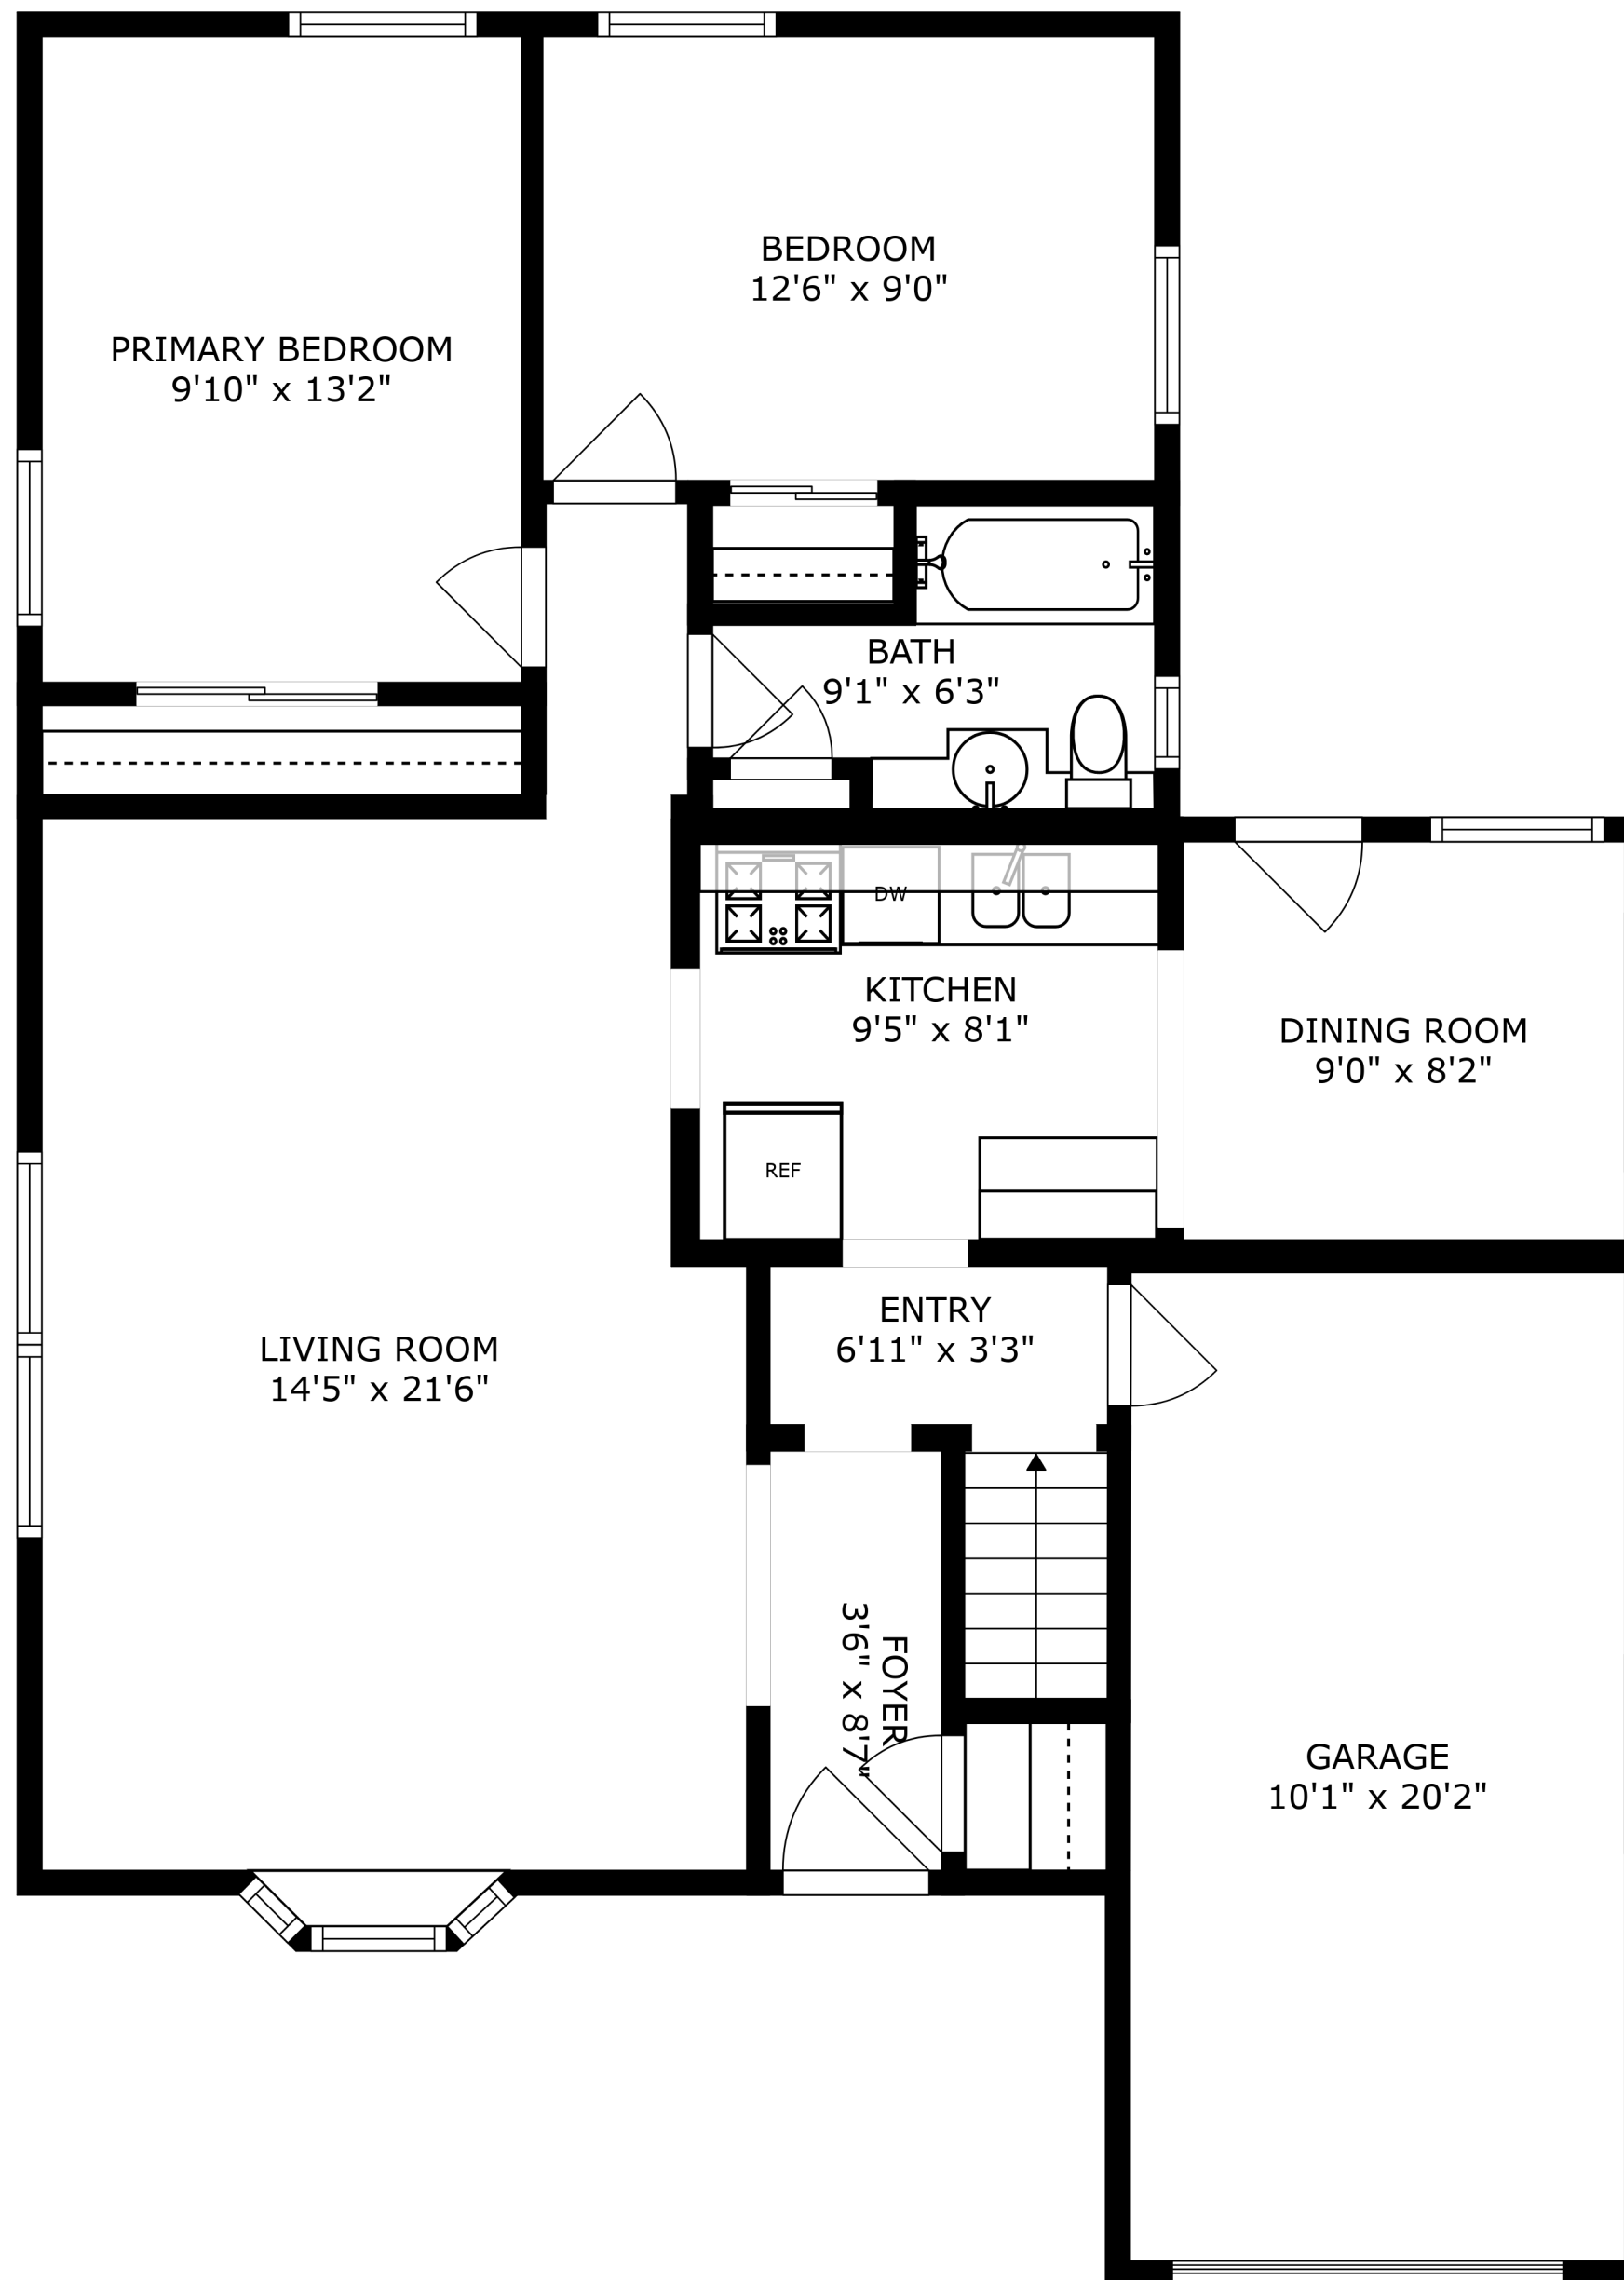 BEDROOM
12'6" x 9'0"
PRIMARY BEDROOM
9'10" x 13'2"
BATH
9'1" x 6'3"
DW
KITCHEN
9'5" x 8'1"
DINING ROOM
9'0" x 8'2"
REF
ENTRY
6'11" x 3'3"
LIVING ROOM
14'5" x 21'6"
FOYER
3'6" x 8'7"
GARAGE
10'1" x 20'2"